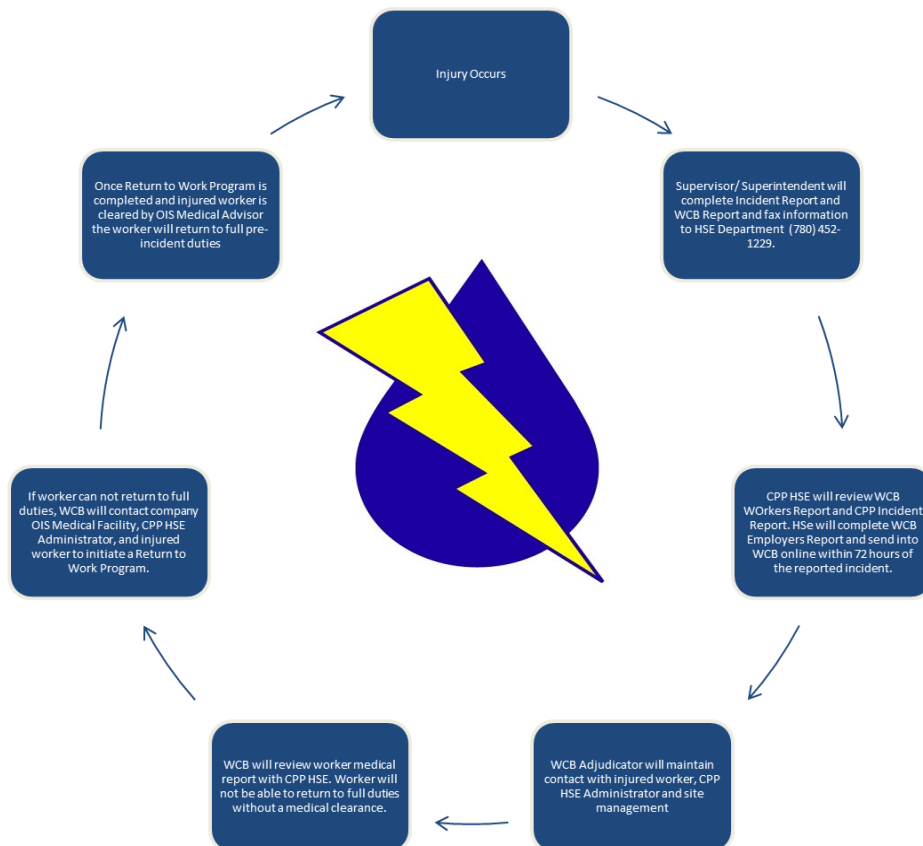 Injury Occurs
Supervisor/ Superintendent will
complete Incident Report and
WCB Report and fax information
to HSE Department (780) 452-
1229.
CPP HSE will review WCB
WOrkers Report and CPP Incident
Report. HSe will complete WCB
Employers Report and send into
WCB online within 72 hours of
the reported incident.
WCB Adjudicator will maintain
contact with injured worker, CPP
HSE Administrator and site
management
WCB will review worker medical
report with CPP HSE. Worker will
not be able to return to full duties
without a medical clearance.
If worker can not return to full
duties, WCB will contact company
OIS Medical Facility, CPP HSE
Administrator, and injured
worker to initiate a Return to
Work Program.
Once Return to Work Program is
completed and injured worker is
cleared by OIS Medical Advisor
the worker will return to full pre-
incident duties